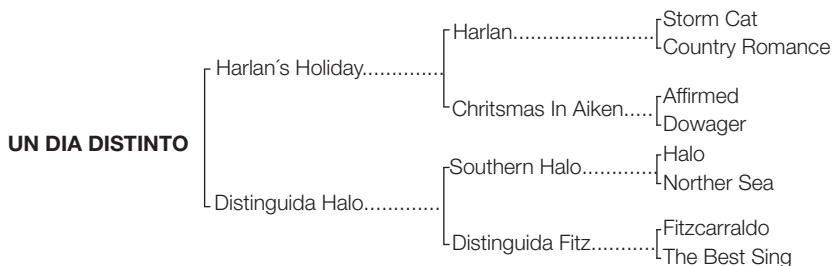 Storm Cat
Harlan........................
Country Romance
Harlan´s Holiday..............
Affirmed
Chritsmas In Aiken.....
Dowager
UN DIA DISTINTO
Halo
Southern Halo.............
Norther Sea
Distinguida Halo.............
Fitzcarraldo
Distinguida Fitz...........
The Best Sing